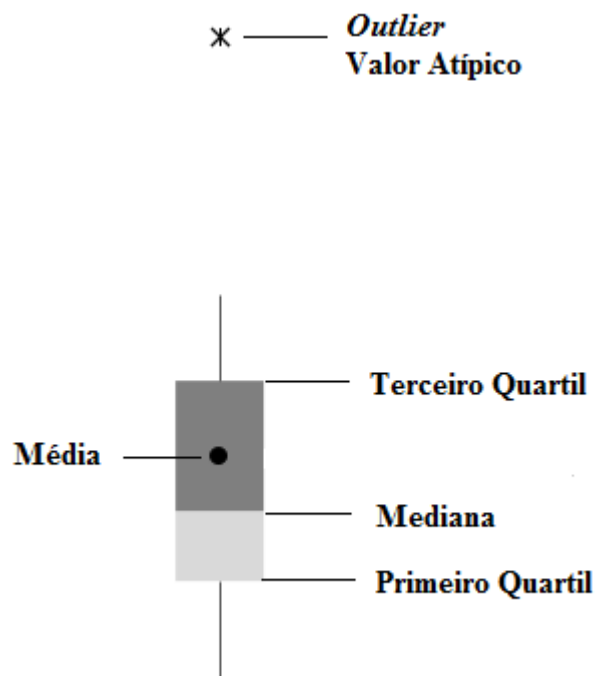 Outlier
Valor Atípico
Terceiro Quartil
Média
Mediana
Primeiro Quartil